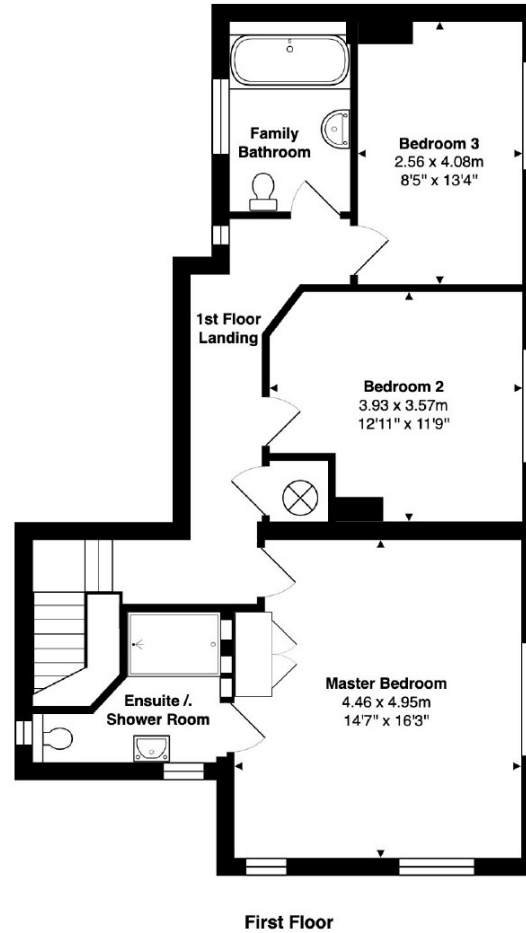 Family
Bathroom
Bedroom 3
2.56 x 4.08m
8'5" x 13'4"
1st Floor
Landing
Bedroom 2
3.93 x 3.57m
12'11" x 11'9"
Master Bedroom
4.46 x 4.95m
14'7" x 16'3"
Ensuite /.
Shower Room
First Floor